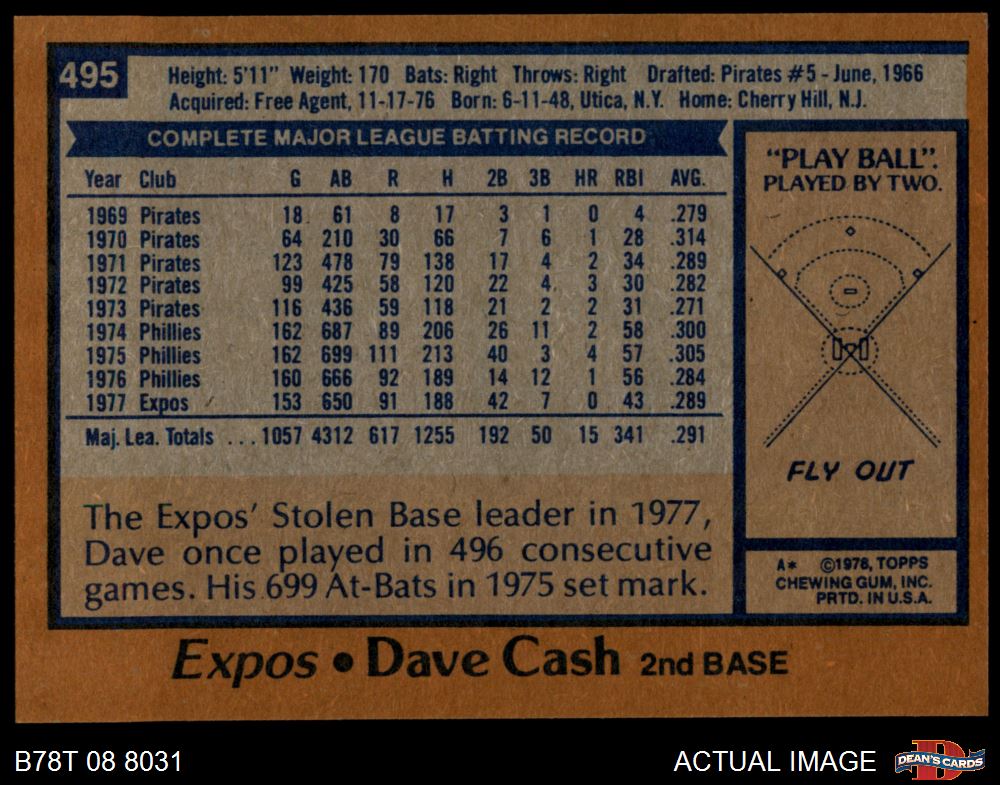 495
Height: 5'11" Weight: 170 Bats: Right Throws: Right Drafted: Pirates #5 - June, 1966
Acquired: Free Agent, 11-17-76 Born: 6-11-48, Utica, N.Y. Home: Cherry Hill, N.J.
COMPLETE MAJOR LEAGUE BATTING RECORD
Year Club G AB R H 2B 3B HR RBI AVG.
1969 Pirates 18 61 8 17 3 1 0 4 .279
1970 Pirates 64 210 30 66 7 6 1 28 .314
1971 Pirates 123 478 79 138 17 4 2 34 .289
1972 Pirates 99 425 58 120 22 4 3 30 .282
1973 Pirates 116 436 59 118 21 2 2 31 .271
1974 Phillies 162 687 89 206 26 11 2 58 .300
1975 Phillies 162 699 111 213 40 3 4 57 .305
1976 Phillies 160 666 92 189 14 12 1 56 .284
1977 Expos 153 650 91 188 42 7 0 43 .289
Maj. Lea. Totals ... 1057 4312 617 1255 192 50 15 341 .291
The Expos' Stolen Base leader in 1977,
Dave once played in 496 consecutive
games. His 699 At-Bats in 1975 set mark.
"PLAY BALL".
PLAYED BY TWO.
FLY OUT
A* ©1978, TOPPS
CHEWING GUM, INC.
PRTD. IN U.S.A.
Expos • Dave Cash 2nd BASE
B78T 08 8031
ACTUAL IMAGE
D
DEAN'S CARDS